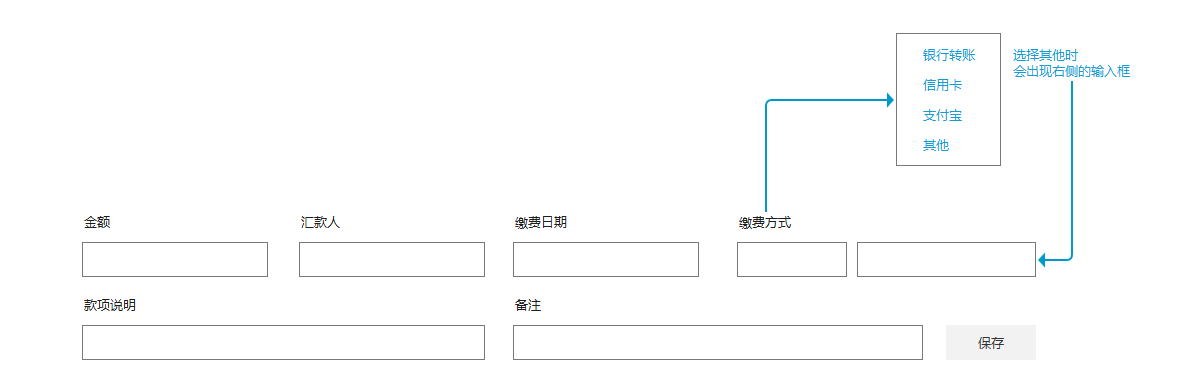 银行转账
信用卡
支付宝
其他
选择其他时
会出现右侧的输入框
金额
汇款人
缴费日期
缴费方式
款项说明
备注
保存